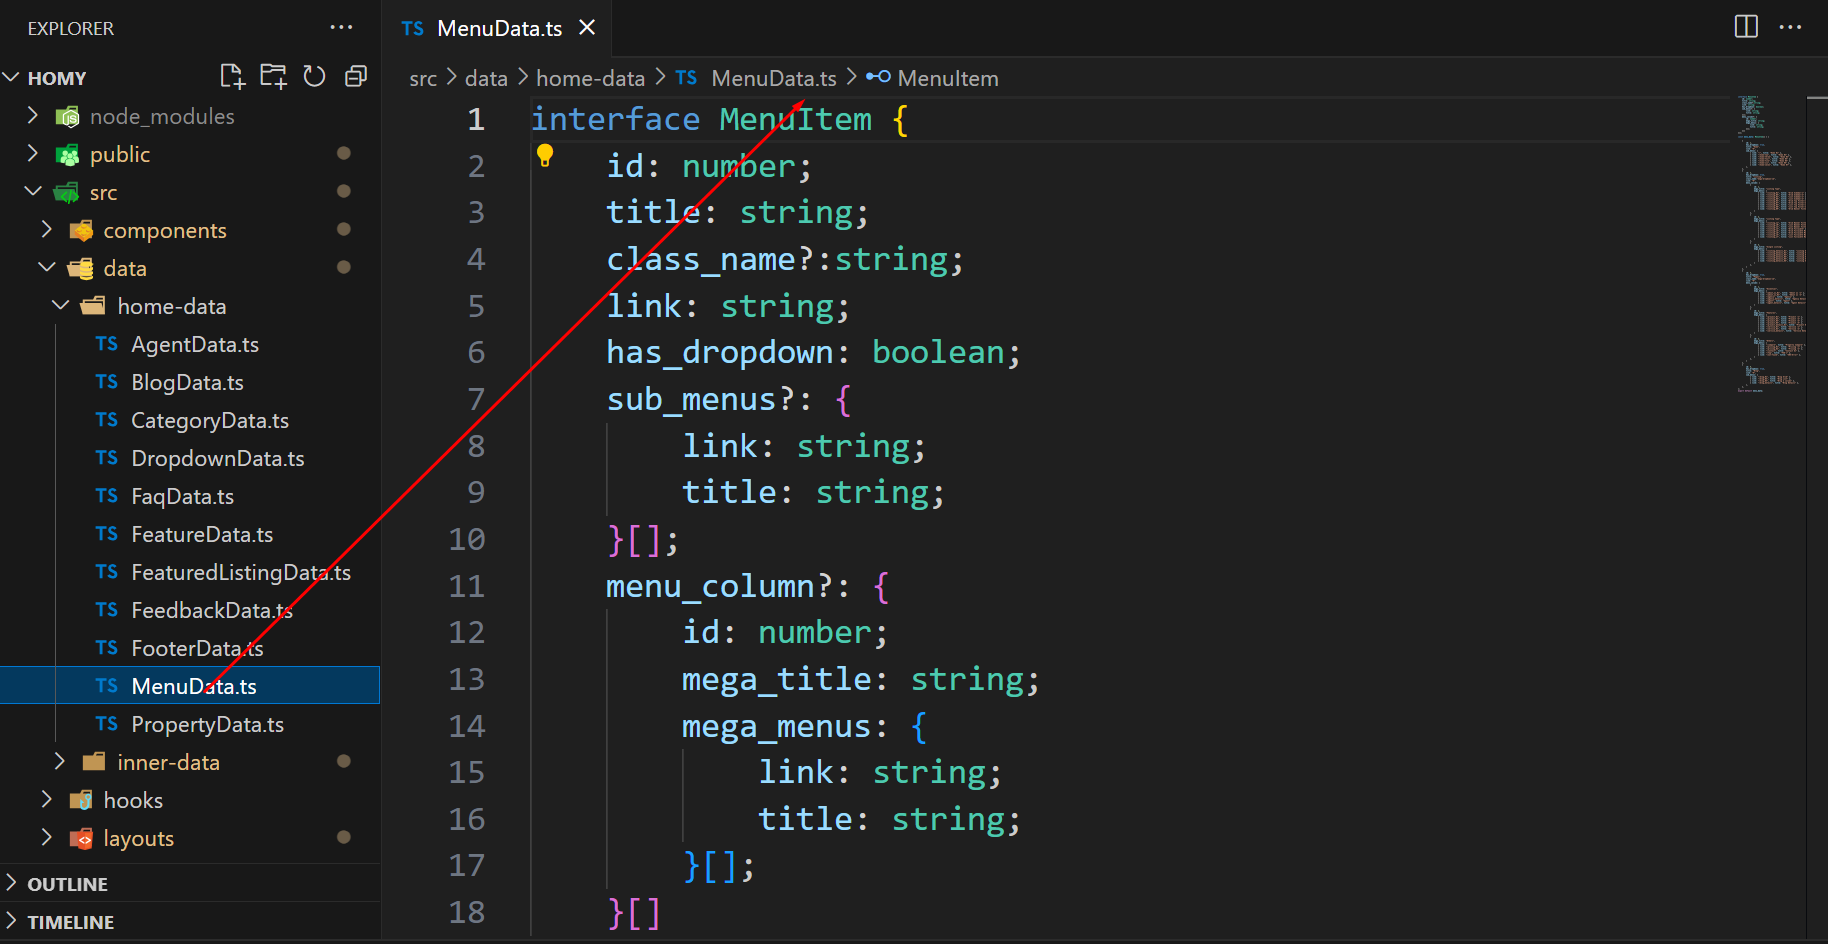 EXPLORER
HOMY
node_modules
public
src
components
data
home-data
TS AgentData.ts
TS BlogData.ts
TS CategoryData.ts
TS DropdownData.ts
TS FaqData.ts
TS FeatureData.ts
TS FeaturedListingData.ts
TS FeedbackData.ts
TS FooterData.ts
TS MenuData.ts
TS PropertyData.ts
inner-data
hooks
layouts
OUTLINE
TIMELINE
TS MenuData.ts
src > data > home-data > TS MenuData.ts > MenuItem
1 interface MenuItem {
2 id: number;
3 title: string;
4 class_name?:string;
5 link: string;
6 has_dropdown: boolean;
7 sub_menus?: {
8 link: string;
9 title: string;
10 }[];
11 menu_column?: {
12 id: number;
13 mega_title: string;
14 mega_menus: {
15 link: string;
16 title: string;
17 }[];
18 }[]